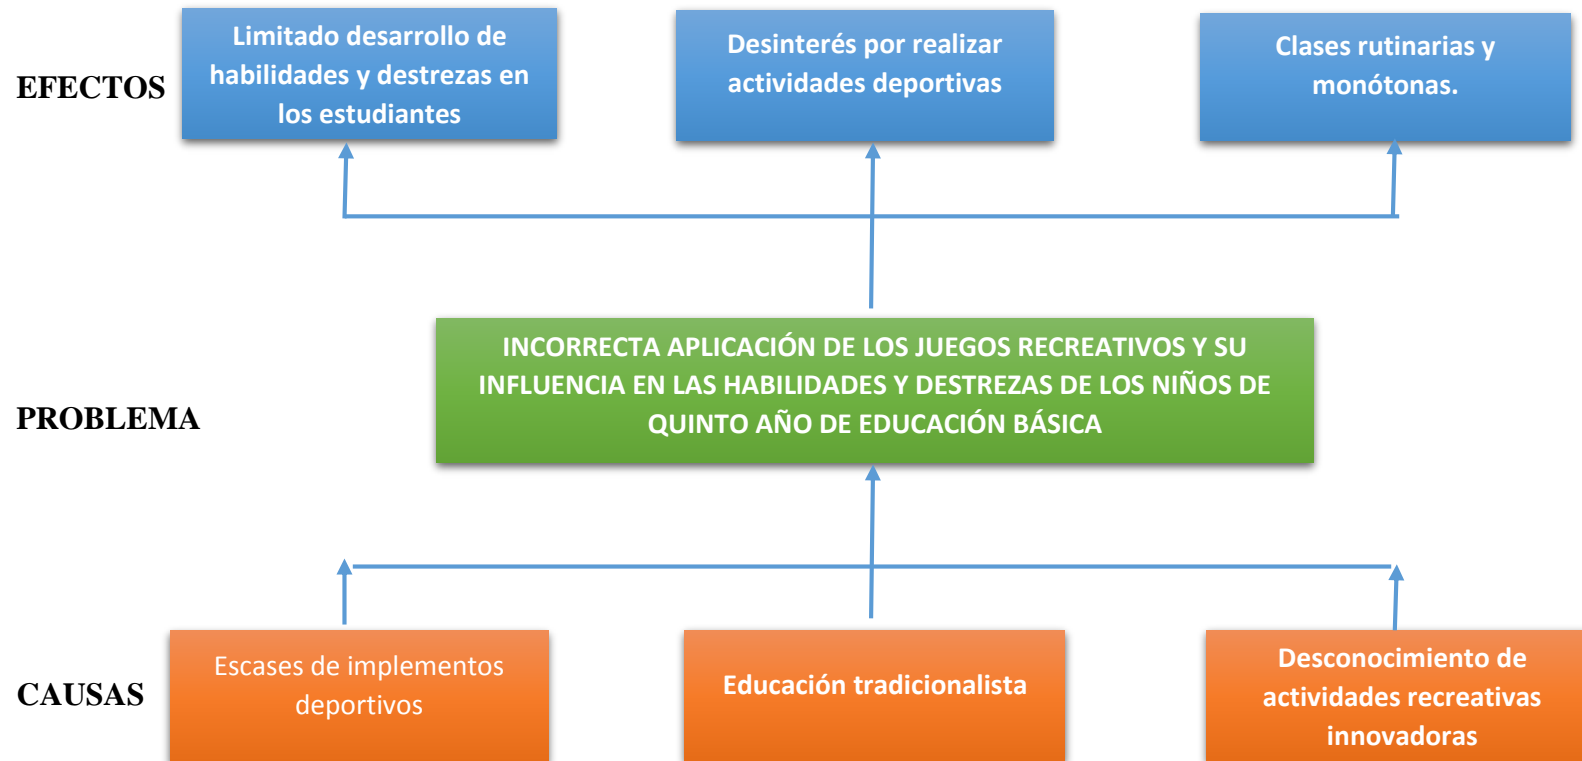 EFECTOS
Limitado desarrollo de
habilidades y destrezas en
los estudiantes
Desinterés por realizar
actividades deportivas
Clases rutinarias y
monótonas.
PROBLEMA
INCORRECTA APLICACIÓN DE LOS JUEGOS RECREATIVOS Y SU
INFLUENCIA EN LAS HABILIDADES Y DESTREZAS DE LOS NIÑOS DE
QUINTO AÑO DE EDUCACIÓN BÁSICA
CAUSAS
Escases de implementos
deportivos
Educación tradicionalista
Desconocimiento de
actividades recreativas
innovadoras